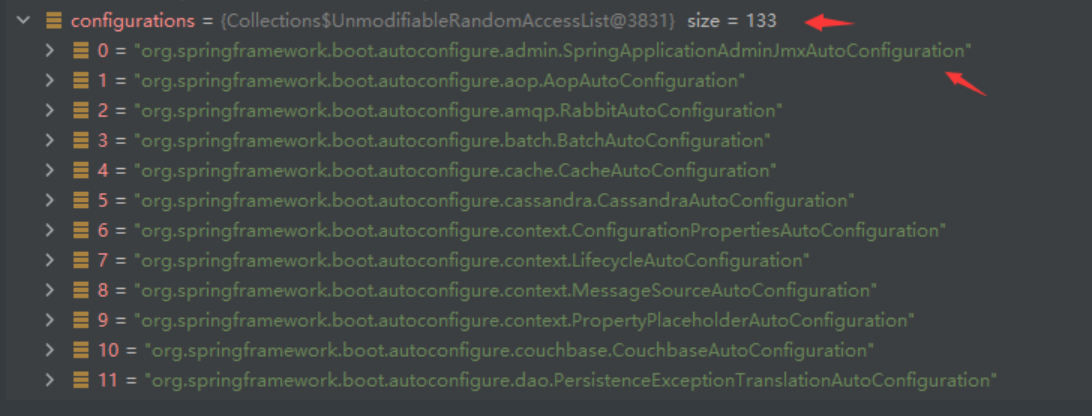 configurations = {Collections$UnmodifiableRandomAccessList@3831} size = 133
0 = "org.springframework.boot.autoconfigure.admin.SpringApplicationAdminJmxAutoConfiguration"
1 = "org.springframework.boot.autoconfigure.aop.AopAutoConfiguration"
2 = "org.springframework.boot.autoconfigure.amqp.RabbitAutoConfiguration"
3 = "org.springframework.boot.autoconfigure.batch.BatchAutoConfiguration"
4 = "org.springframework.boot.autoconfigure.cache.CacheAutoConfiguration"
5 = "org.springframework.boot.autoconfigure.cassandra.CassandraAutoConfiguration"
6 = "org.springframework.boot.autoconfigure.context.ConfigurationPropertiesAutoConfiguration"
7 = "org.springframework.boot.autoconfigure.context.LifecycleAutoConfiguration"
8 = "org.springframework.boot.autoconfigure.context.MessageSourceAutoConfiguration"
9 = "org.springframework.boot.autoconfigure.context.PropertyPlaceholderAutoConfiguration"
10 = "org.springframework.boot.autoconfigure.couchbase.CouchbaseAutoConfiguration"
11 = "org.springframework.boot.autoconfigure.dao.PersistenceExceptionTranslationAutoConfiguration"